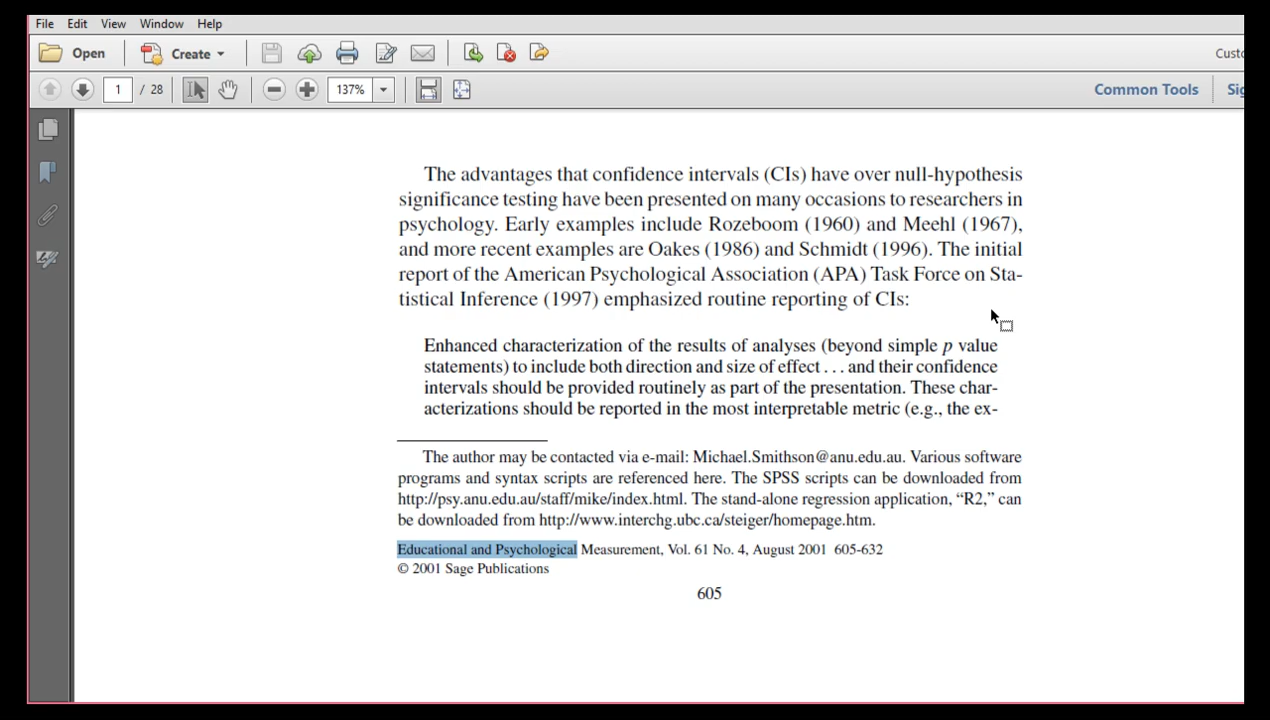 File Edit View Window Help
Open Create Custo
1 / 28 137% Common Tools Sig
The advantages that confidence intervals (CIs) have over null-hypothesis
significance testing have been presented on many occasions to researchers in
psychology. Early examples include Rozeboom (1960) and Meehl (1967),
and more recent examples are Oakes (1986) and Schmidt (1996). The initial
report of the American Psychological Association (APA) Task Force on Sta-
tistical Inference (1997) emphasized routine reporting of CIs:
Enhanced characterization of the results of analyses (beyond simple p value
statements) to include both direction and size of effect . . . and their confidence
intervals should be provided routinely as part of the presentation. These char-
acterizations should be reported in the most interpretable metric (e.g., the ex-
The author may be contacted via e-mail: Michael.Smithson@anu.edu.au. Various software
programs and syntax scripts are referenced here. The SPSS scripts can be downloaded from
http://psy.anu.edu.au/staff/mike/index.html. The stand-alone regression application, “R2,” can
be downloaded from http://www.interchg.ubc.ca/steiger/homepage.htm.
Educational and Psychological Measurement, Vol. 61 No. 4, August 2001 605-632
© 2001 Sage Publications
605